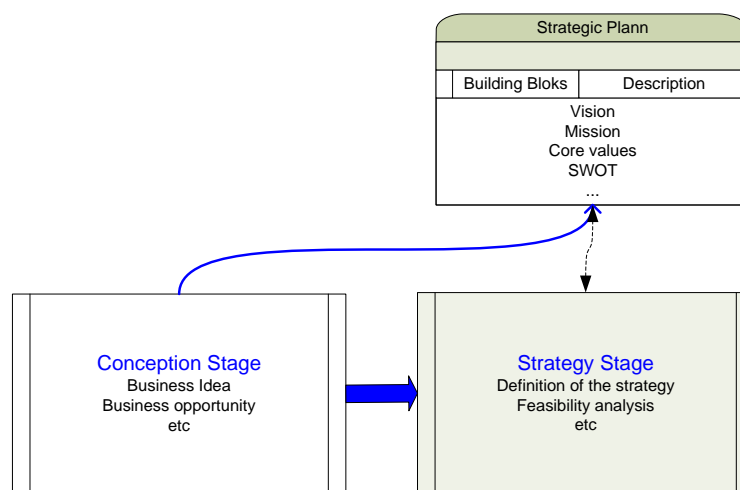 Strategic Plann
Building Bloks Description
Vision
Mission
Core values
SWOT
...
Conception Stage
Business Idea
Business opportunity
etc
Strategy Stage
Definition of the strategy
Feasibility analysis
etc